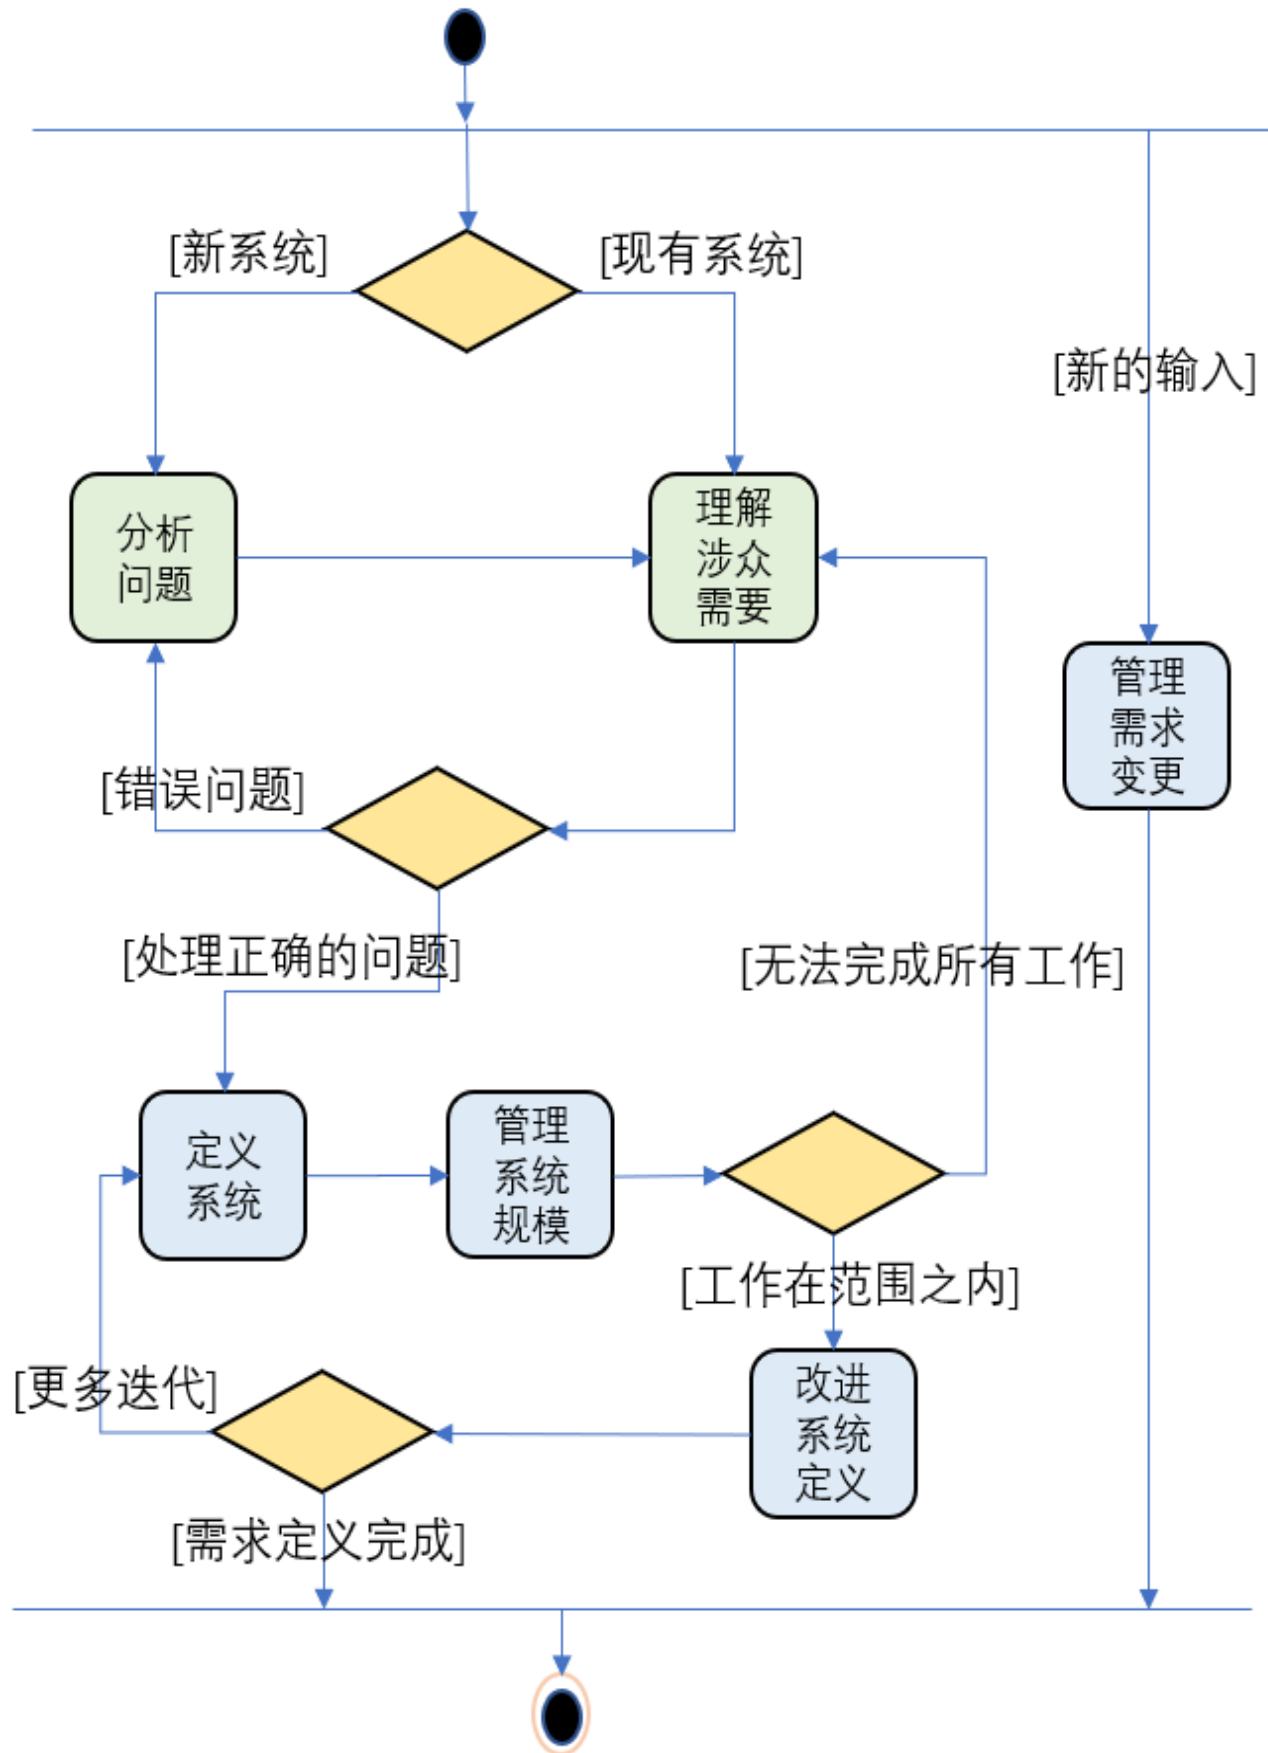 [新系统]
[现有系统]
[新的输入]
分析
问题
理解
涉众
需要
管理
需求
变更
[错误问题]
[处理正确的问题]
[无法完成所有工作]
定义
系统
管理
系统
规模
[工作在范围之内]
[更多迭代]
改进
系统
定义
[需求定义完成]